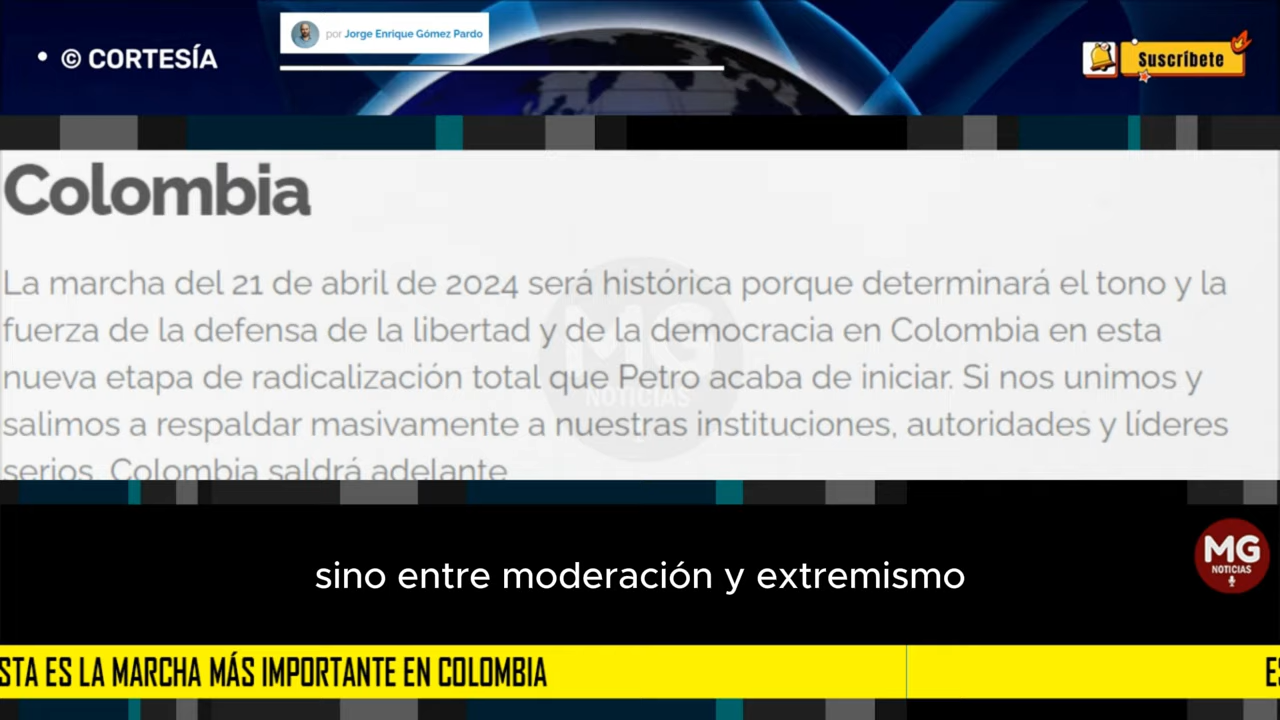 • © CORTESÍA
por Jorge Enrique Gómez Pardo
Suscríbete
Colombia
La marcha del 21 de abril de 2024 será histórica porque determinará el tono y la
fuerza de la defensa de la libertad y de la democracia en Colombia en esta
nueva etapa de radicalización total que Petro acaba de iniciar. Si nos unimos y
salimos a respaldar masivamente a nuestras instituciones, autoridades y líderes
serios, Colombia saldrá adelante
MG
NOTICIAS
sino entre moderación y extremismo
MG
NOTICIAS
STA ES LA MARCHA MÁS IMPORTANTE EN COLOMBIA
ES